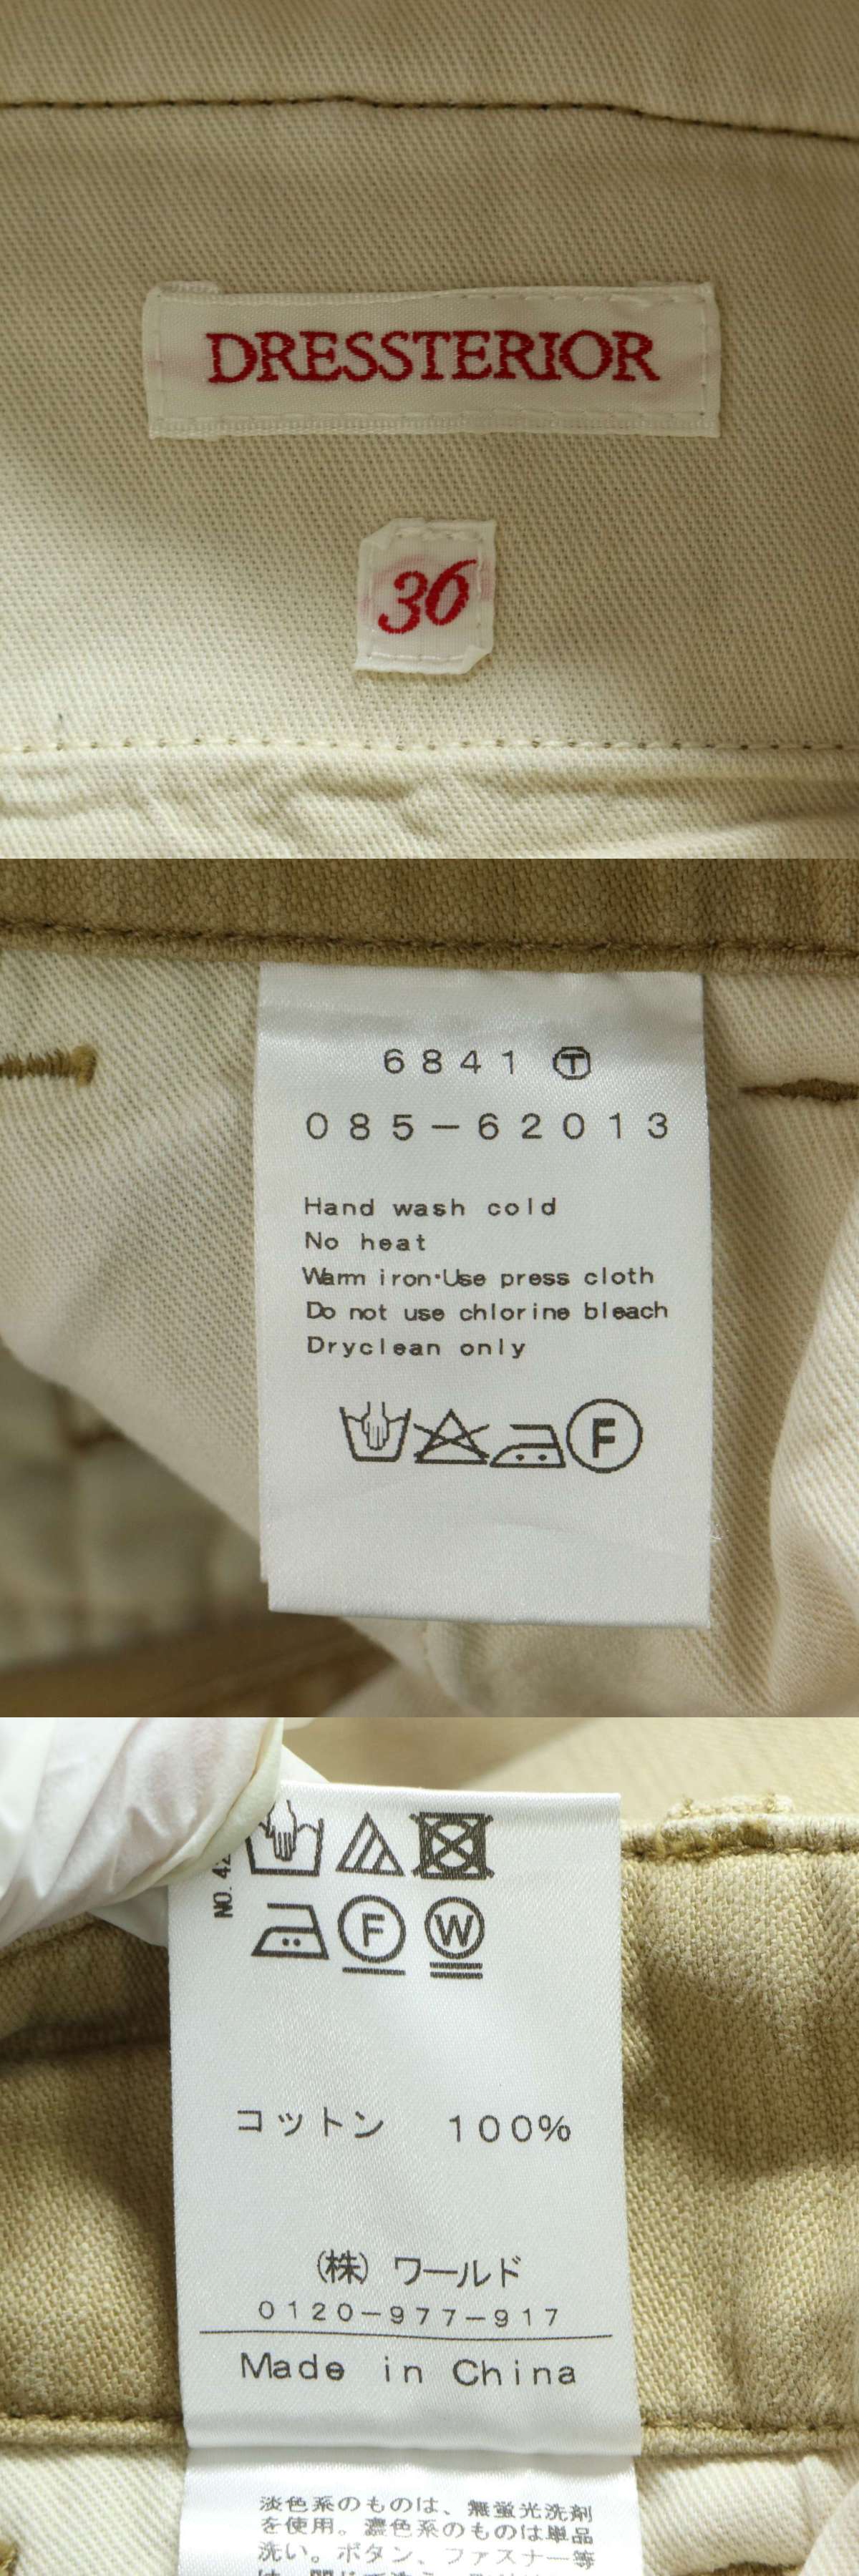 DRESSTERIOR
36
6841 Ⓣ
085-62013
Hand wash cold
No heat
Warm iron·Use press cloth
Do not use chlorine bleach
Dryclean only
F
NO. 42
F W
コットン 100%
(株) ワールド
0120-977-917
Made in China
淡色系のものは、無蛍光洗剤
を使用。濃色系のものは単品
洗い。ボタン、ファスナー等